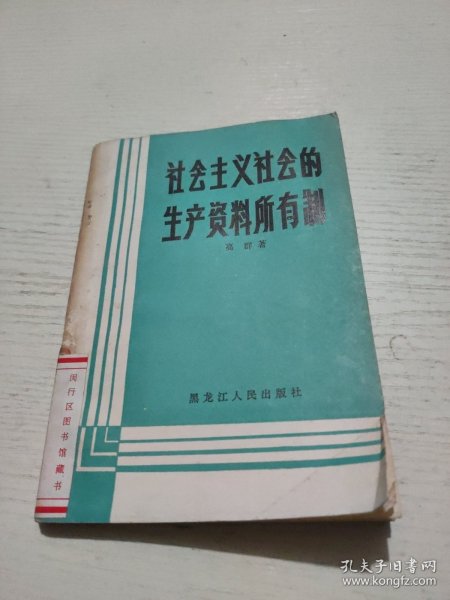 社会主义社会的
生产资料所有制
亮 群 著
黑龙江人民出版社
闵行区图书馆藏书
孔夫子旧书网
www.kongfz.com